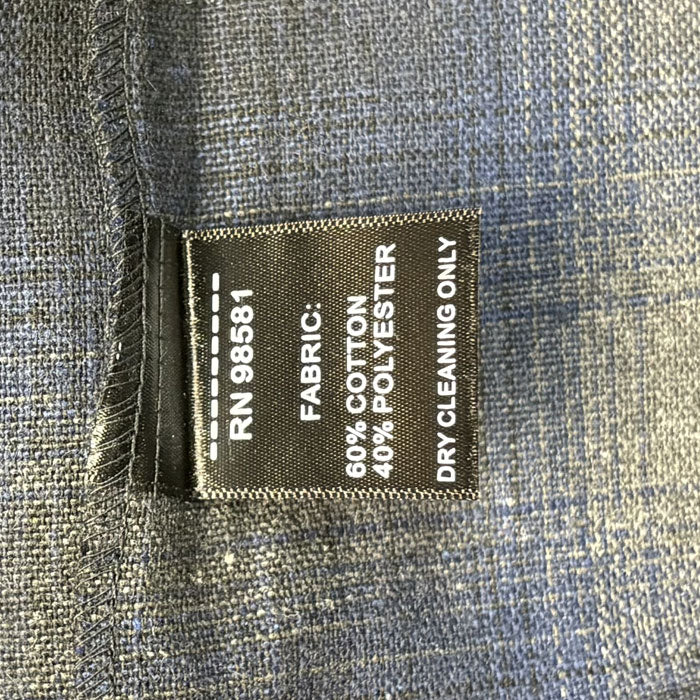 RN 98581
FABRIC:
60% COTTON
40% POLYESTER
DRY CLEANING ONLY